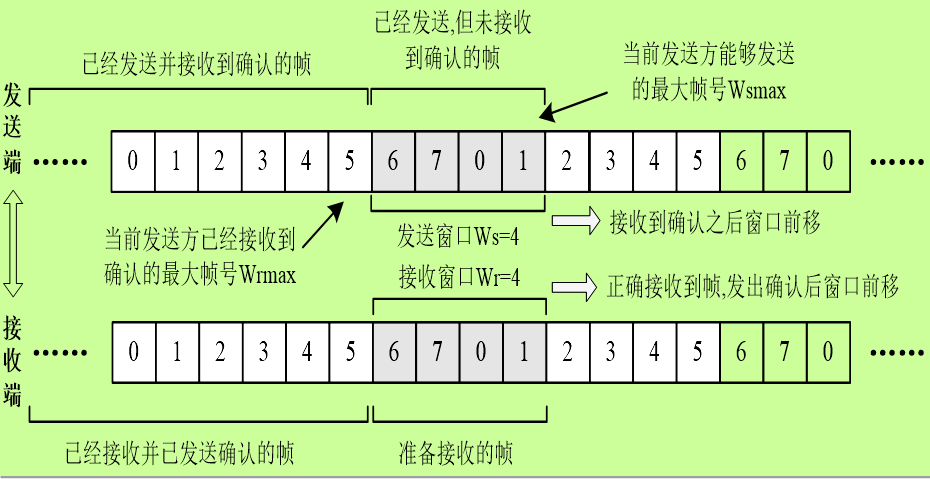 已经发送,但未接收
到确认的帧
已经发送并接收到确认的帧
当前发送方能够发送
的最大帧号Wsmax
发送端
…… 0 1 2 3 4 5 6 7 0 1 2 3 4 5 6 7 0 ……
当前发送方已经接收到
确认的最大帧号Wrmax
发送窗口Ws=4
接收到确认之后窗口前移
接收窗口Wr=4
正确接收到帧,发出确认后窗口前移
接收端
…… 0 1 2 3 4 5 6 7 0 1 2 3 4 5 6 7 0 ……
已经接收并已发送确认的帧
准备接收的帧